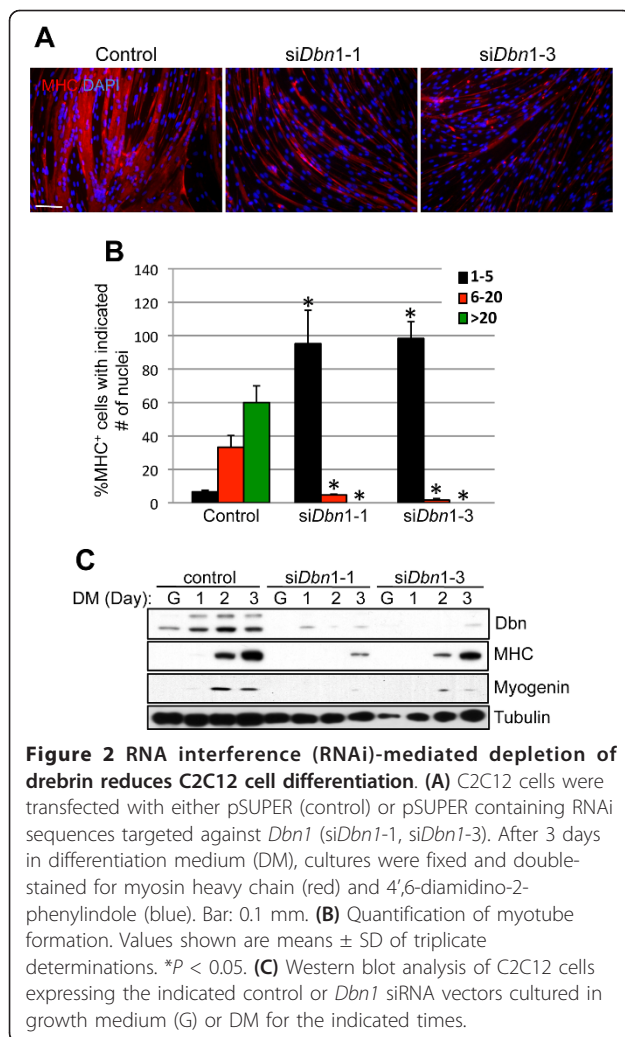 A
Control siDbn1-1 siDbn1-3
MHC DAPI
B
%MHC+ cells with indicated
# of nuclei
140
120
100
80
60
40
20
0
1-5
6-20
>20
*
*
* *
* *
Control siDbn1-1 siDbn1-3
C
control siDbn1-1 siDbn1-3
DM (Day): G 1 2 3 G 1 2 3 G 1 2 3
Dbn
MHC
Myogenin
Tubulin
Figure 2 RNA interference (RNAi)-mediated depletion of
drebrin reduces C2C12 cell differentiation. (A) C2C12 cells were
transfected with either pSUPER (control) or pSUPER containing RNAi
sequences targeted against Dbn1 (siDbn1-1, siDbn1-3). After 3 days
in differentiation medium (DM), cultures were fixed and double-
stained for myosin heavy chain (red) and 4′,6-diamidino-2-
phenylindole (blue). Bar: 0.1 mm. (B) Quantification of myotube
formation. Values shown are means ± SD of triplicate
determinations. *P < 0.05. (C) Western blot analysis of C2C12 cells
expressing the indicated control or Dbn1 siRNA vectors cultured in
growth medium (G) or DM for the indicated times.